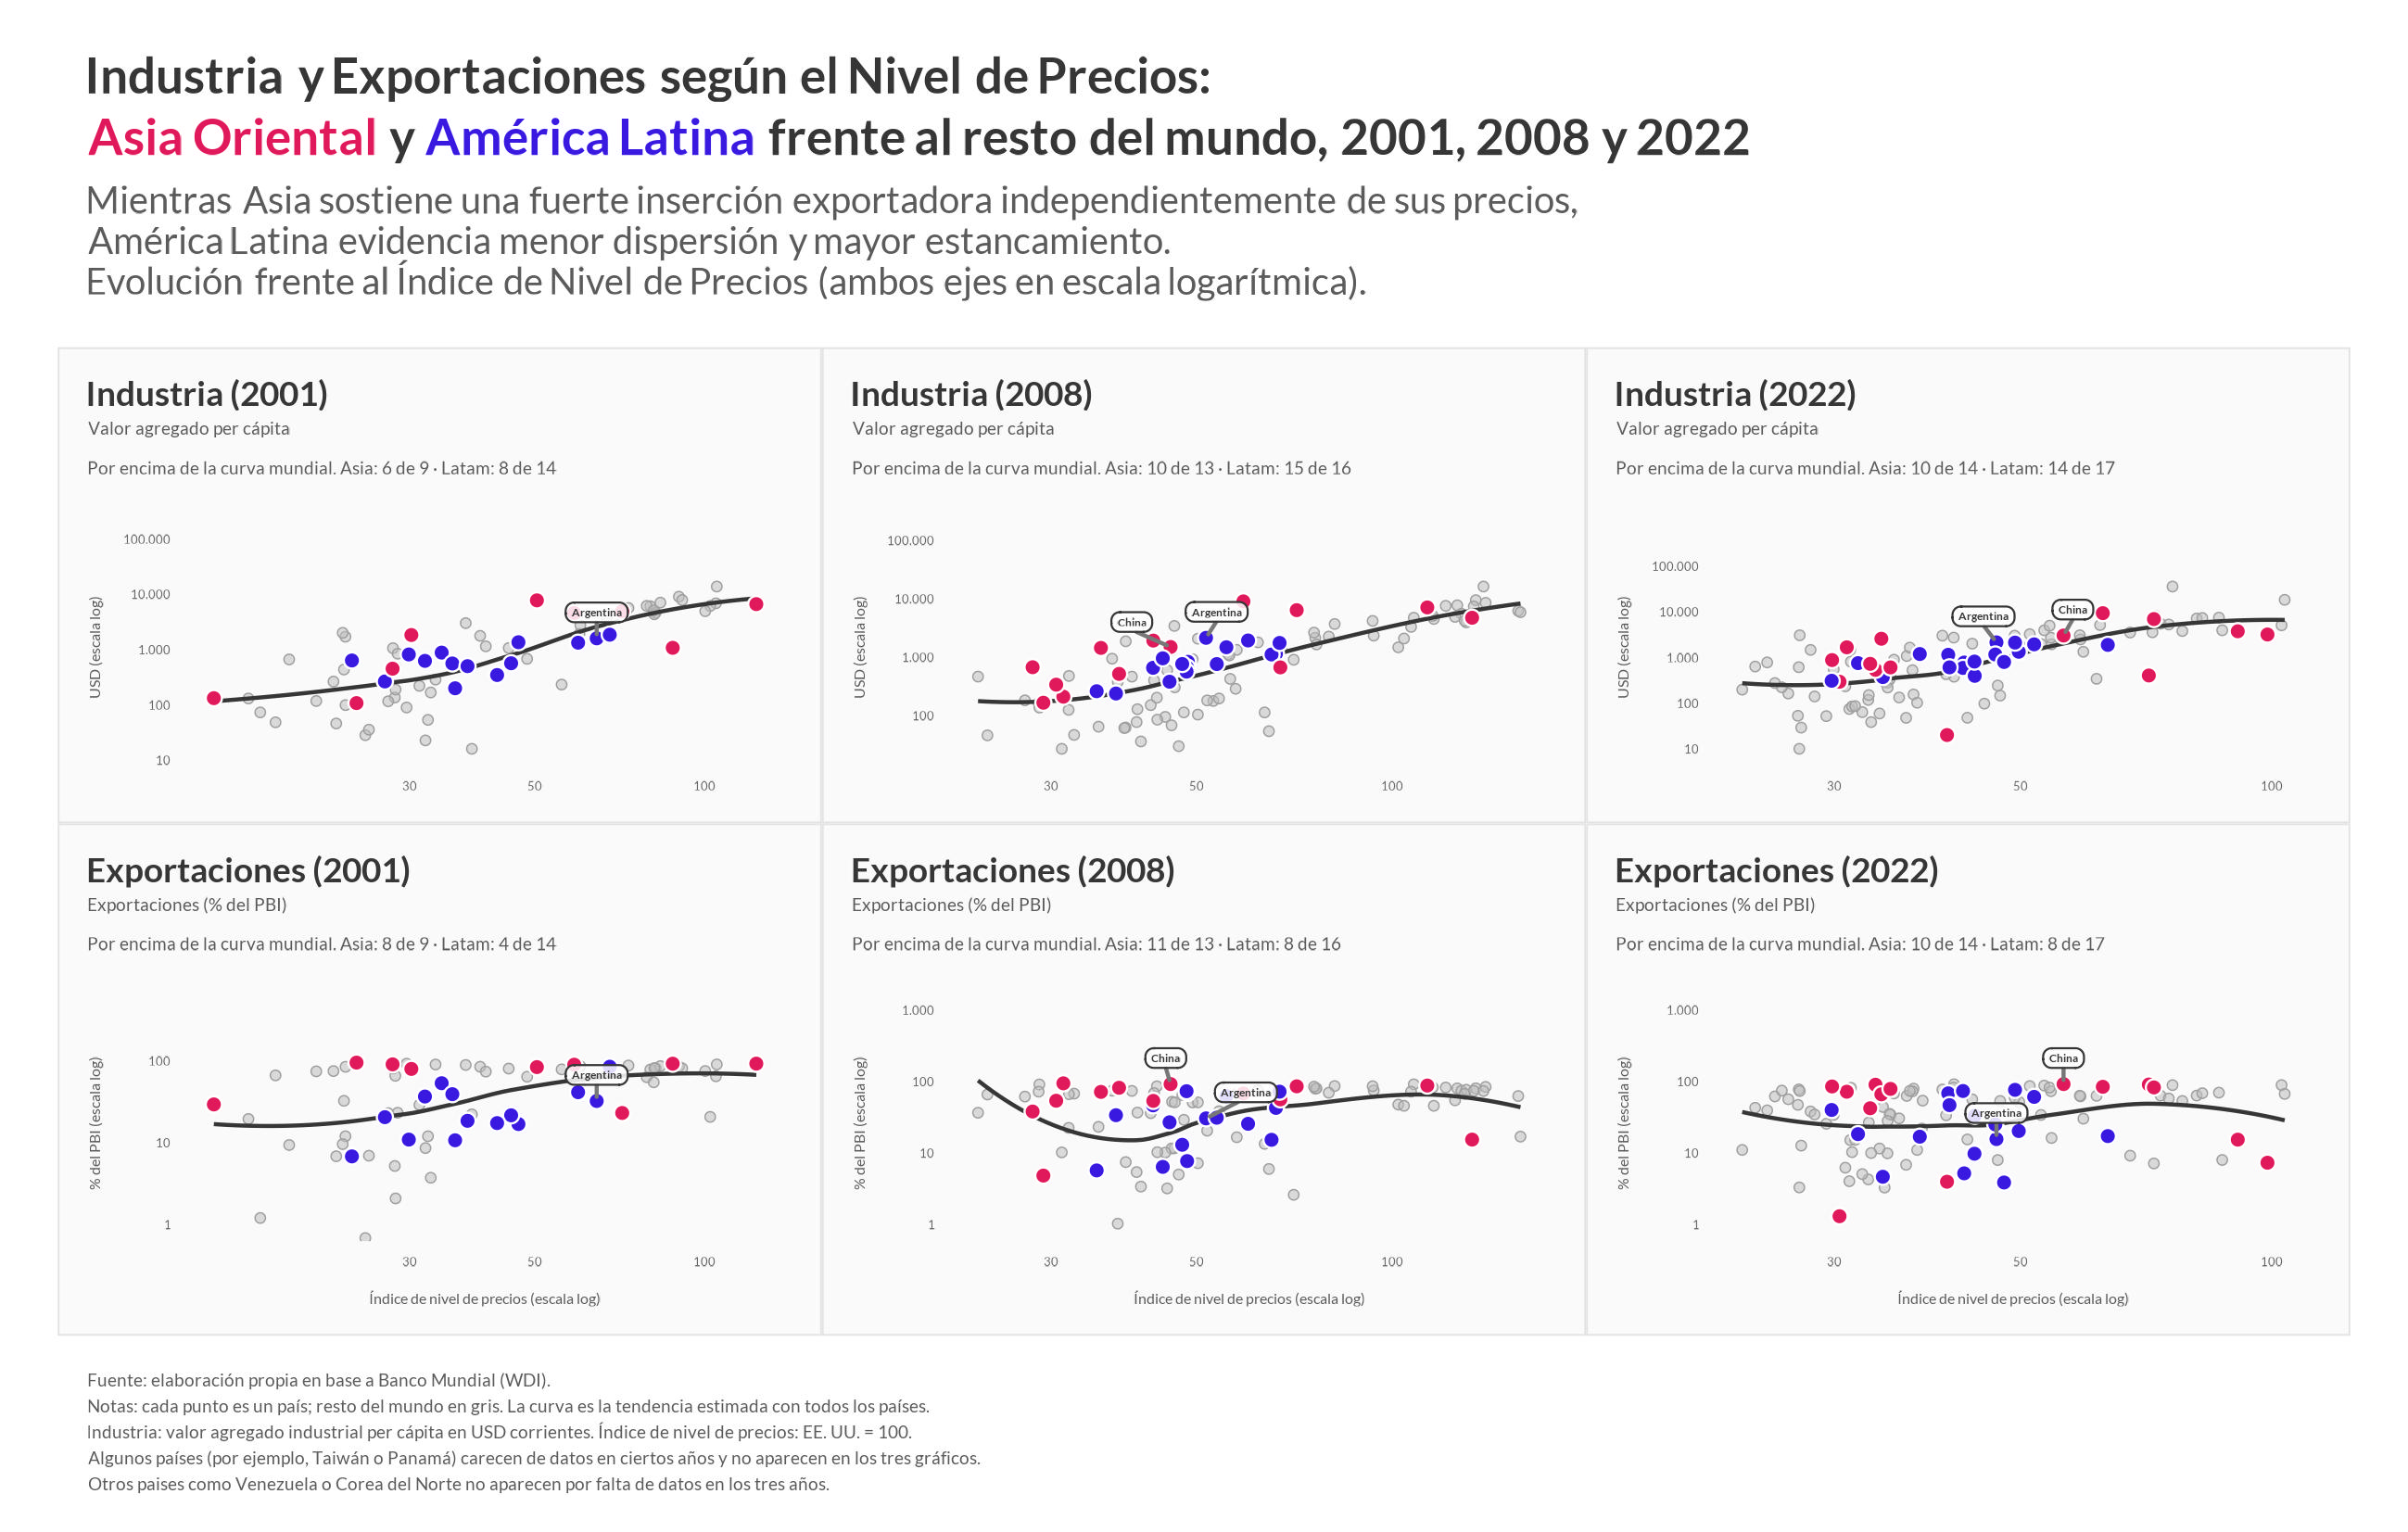 Industria y Exportaciones según el Nivel de Precios:
Asia Oriental y América Latina frente al resto del mundo, 2001, 2008 y 2022
Mientras Asia sostiene una fuerte inserción exportadora independientemente de sus precios,
América Latina evidencia menor dispersión y mayor estancamiento.
Evolución frente al Índice de Nivel de Precios (ambos ejes en escala logarítmica).
Industria (2001)
Valor agregado per cápita
Por encima de la curva mundial. Asia: 6 de 9 · Latam: 8 de 14
USD (escala log)
100.000
10.000
1.000
100
10
Argentina
30 50 100
Industria (2008)
Valor agregado per cápita
Por encima de la curva mundial. Asia: 10 de 13 · Latam: 15 de 16
USD (escala log)
100,000
10.000
1.000
100
China
Argentina
30 50 100
Industria (2022)
Valor agregado per cápita
Por encima de la curva mundial. Asia: 10 de 14 · Latam: 14 de 17
USD (escala log)
100.000
10.000
1.000
100
10
Argentina
China
30 50 100
Exportaciones (2001)
Exportaciones (% del PBI)
Por encima de la curva mundial. Asia: 8 de 9 · Latam: 4 de 14
% del PBI (escala log)
100
10
1
Argentina
30 50 100
Índice de nivel de precios (escala log)
Exportaciones (2008)
Exportaciones (% del PBI)
Por encima de la curva mundial. Asia: 11 de 13 · Latam: 8 de 16
% del PBI (escala log)
1.000
100
10
1
China
Argentina
30 50 100
Índice de nivel de precios (escala log)
Exportaciones (2022)
Exportaciones (% del PBI)
Por encima de la curva mundial. Asia: 10 de 14 · Latam: 8 de 17
% del PBI (escala log)
1.000
100
10
1
China
Argentina
30 50 100
Índice de nivel de precios (escala log)
Fuente: elaboración propia en base a Banco Mundial (WDI).
Notas: cada punto es un país; resto del mundo en gris. La curva es la tendencia estimada con todos los países.
Industria: valor agregado industrial per cápita en USD corrientes. Índice de nivel de precios: EE. UU. = 100.
Algunos países (por ejemplo, Taiwán o Panamá) carecen de datos en ciertos años y no aparecen en los tres gráficos.
Otros paises como Venezuela o Corea del Norte no aparecen por falta de datos en los tres años.